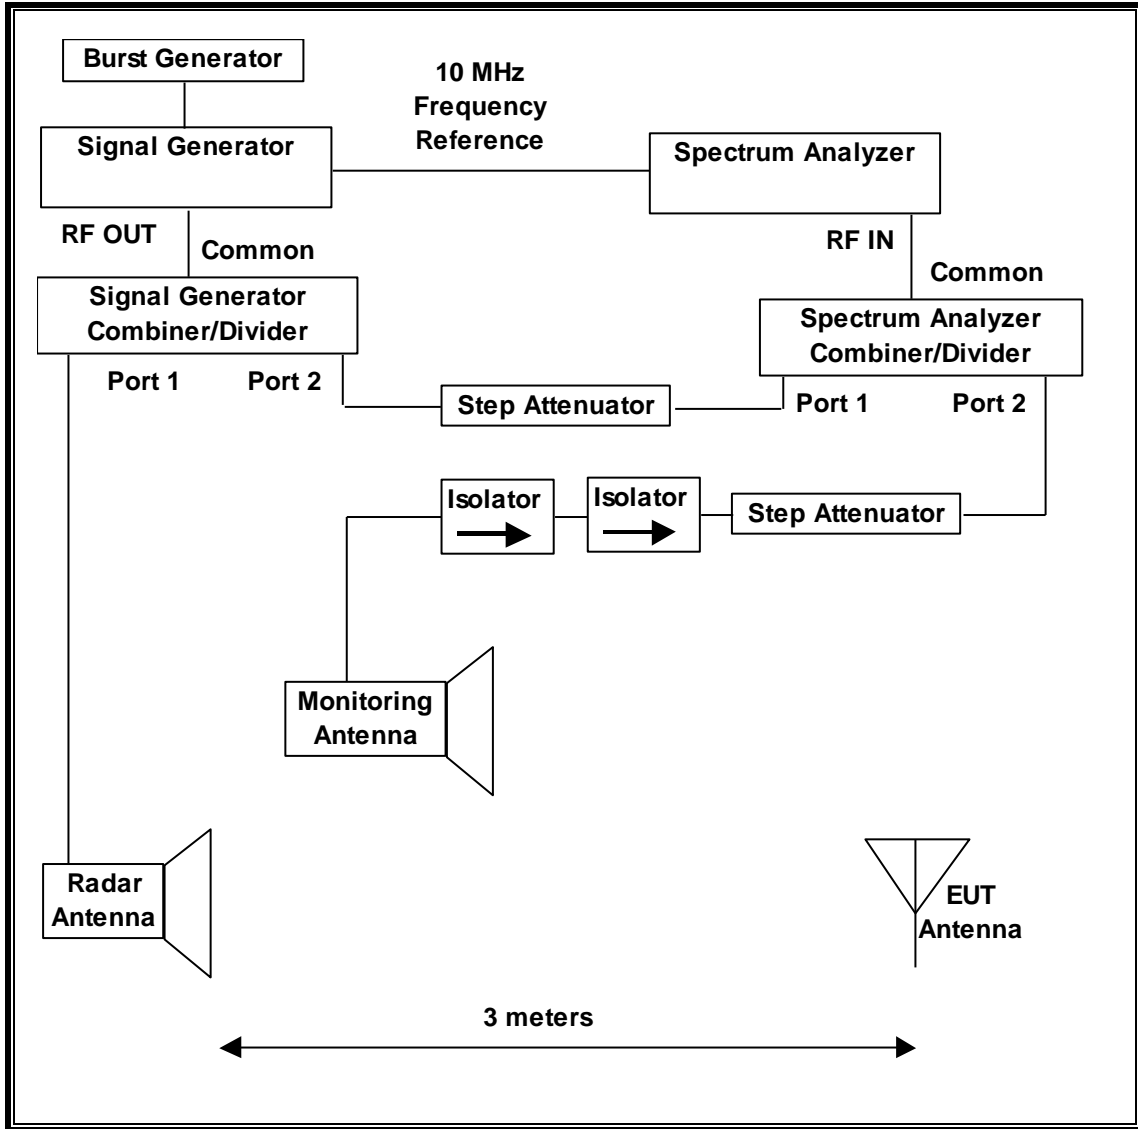 Burst Generator
10 MHz
Frequency
Reference
Signal Generator
Spectrum Analyzer
RF OUT
Common
RF IN
Common
Signal Generator
Combiner/Divider
Spectrum Analyzer
Combiner/Divider
Port 1
Port 2
Step Attenuator
Port 1
Port 2
Isolator
Isolator
Step Attenuator
Monitoring
Antenna
Radar
Antenna
EUT
Antenna
3 meters